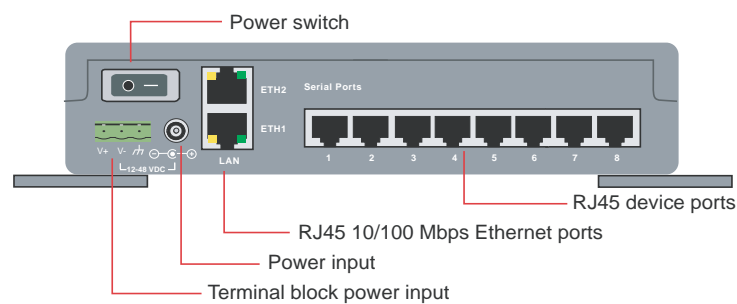 Power switch
ETH2
Serial Ports
ETH1
V+ V-
12-48 VDC
LAN
1 2 3 4 5 6 7 8
RJ45 device ports
RJ45 10/100 Mbps Ethernet ports
Power input
Terminal block power input